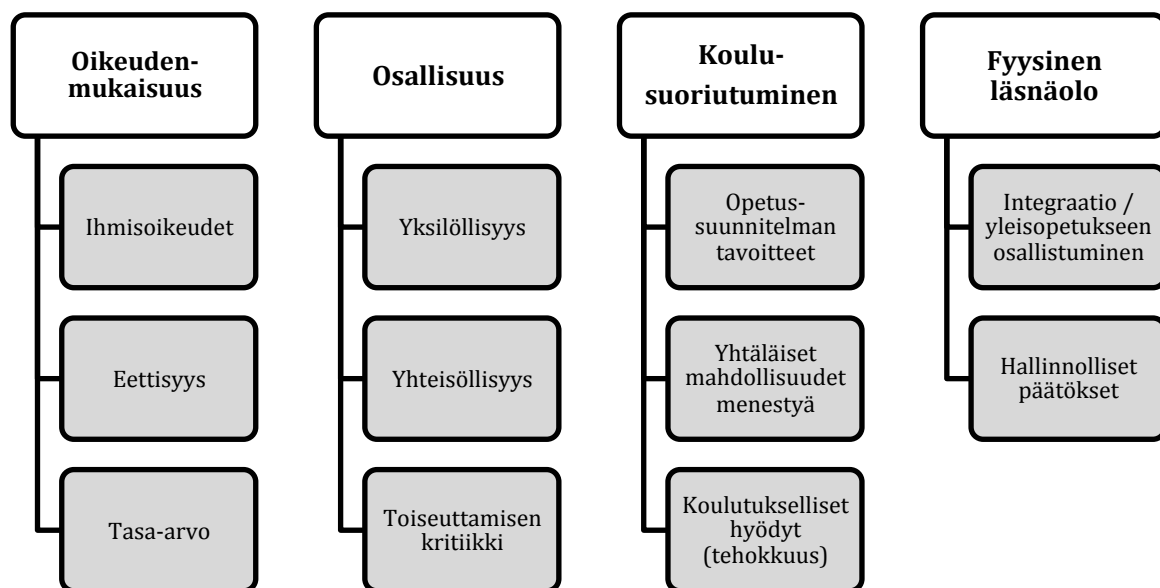 Oikeuden-
mukaisuus
Ihmisoikeudet
Eettisyys
Tasa-arvo
Osallisuus
Yksilöllisyys
Yhteisöllisyys
Toiseuttamisen
kritiikki
Koulu-
suoriutuminen
Opetus-
suunnitelman
tavoitteet
Yhtäläiset
mahdollisuudet
menestyä
Koulutukselliset
hyödyt
(tehokkuus)
Fyysinen
läsnäolo
Integraatio /
yleisopetukseen
osallistuminen
Hallinnolliset
päätökset